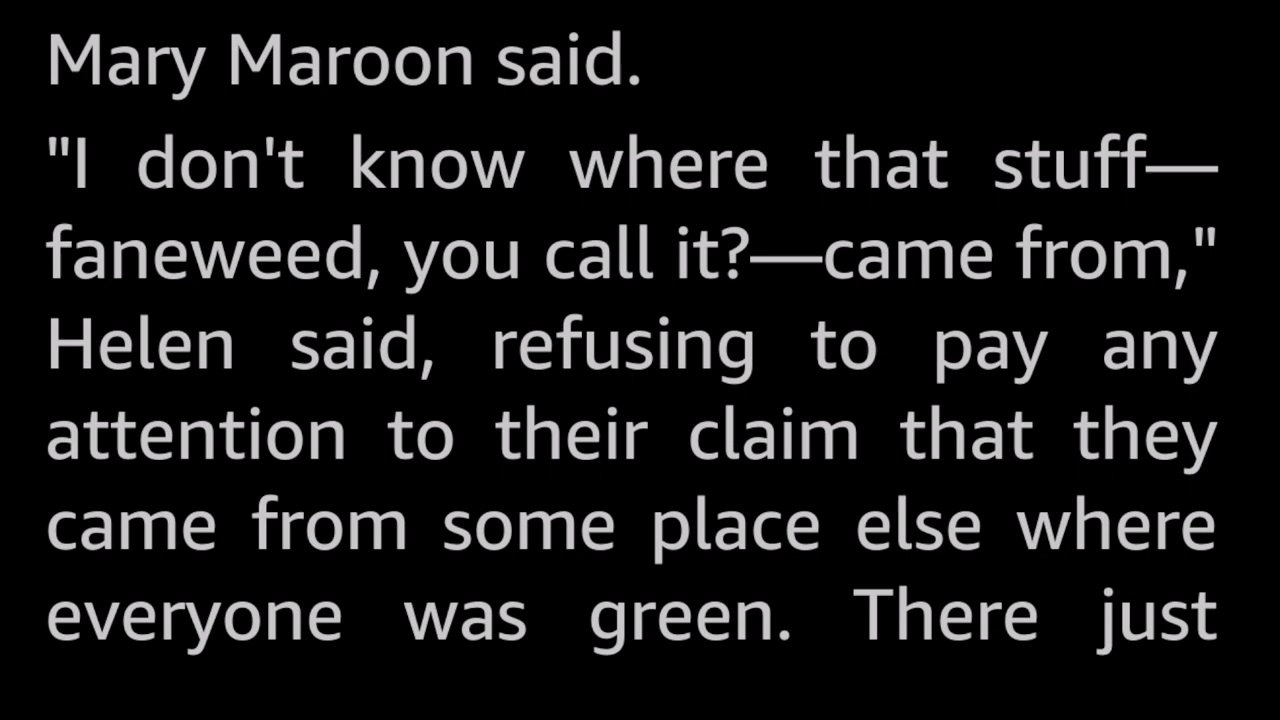 Mary Maroon said.
"I don't know where that stuff—
faneweed, you call it?—came from,"
Helen said, refusing to pay any
attention to their claim that they
came from some place else where
everyone was green. There just